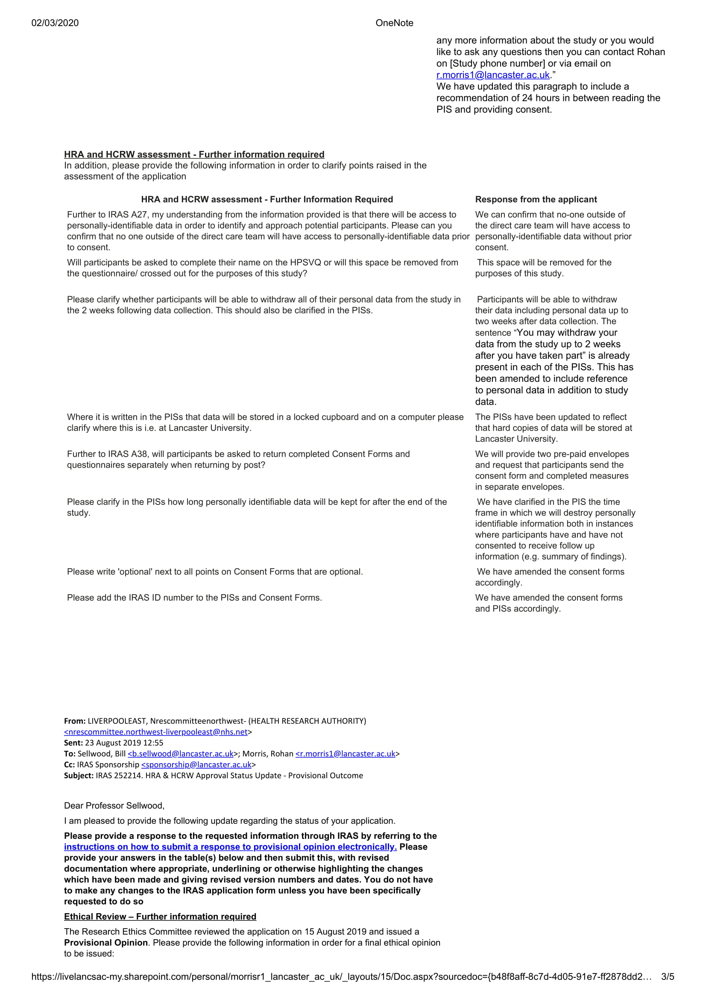 02/03/2020 OneNote
any more information about the study or you would
like to ask any questions then you can contact Rohan
on [Study phone number] or via email on
r.morris1@lancaster.ac.uk.”
We have updated this paragraph to include a
recommendation of 24 hours in between reading the
PIS and providing consent.
HRA and HCRW assessment - Further information required
In addition, please provide the following information in order to clarify points raised in the
assessment of the application
HRA and HCRW assessment - Further Information Required
Response from the applicant
Further to IRAS A27, my understanding from the information provided is that there will be access to
personally-identifiable data in order to identify and approach potential participants. Please can you
confirm that no one outside of the direct care team will have access to personally-identifiable data prior
to consent.
We can confirm that no-one outside of
the direct care team will have access to
personally-identifiable data without prior
consent.
Will participants be asked to complete their name on the HPSVQ or will this space be removed from
the questionnaire/ crossed out for the purposes of this study?
This space will be removed for the
purposes of this study.
Please clarify whether participants will be able to withdraw all of their personal data from the study in
the 2 weeks following data collection. This should also be clarified in the PISs.
Participants will be able to withdraw
their data including personal data up to
two weeks after data collection. The
sentence “You may withdraw your
data from the study up to 2 weeks
after you have taken part” is already
present in each of the PISs. This has
been amended to include reference
to personal data in addition to study
data.
Where it is written in the PISs that data will be stored in a locked cupboard and on a computer please
clarify where this is i.e. at Lancaster University.
The PISs have been updated to reflect
that hard copies of data will be stored at
Lancaster University.
Further to IRAS A38, will participants be asked to return completed Consent Forms and
questionnaires separately when returning by post?
We will provide two pre-paid envelopes
and request that participants send the
consent form and completed measures
in separate envelopes.
Please clarify in the PISs how long personally identifiable data will be kept for after the end of the
study.
We have clarified in the PIS the time
frame in which we will destroy personally
identifiable information both in instances
where participants have and have not
consented to receive follow up
information (e.g. summary of findings).
Please write 'optional' next to all points on Consent Forms that are optional.
We have amended the consent forms
accordingly.
Please add the IRAS ID number to the PISs and Consent Forms.
We have amended the consent forms
and PISs accordingly.
From: LIVERPOOLEAST, Nrescommitteenorthwest- (HEALTH RESEARCH AUTHORITY)
<nrescommittee.northwest-liverpooleast@nhs.net>
Sent: 23 August 2019 12:55
To: Sellwood, Bill <b.sellwood@lancaster.ac.uk>; Morris, Rohan <r.morris1@lancaster.ac.uk>
Cc: IRAS Sponsorship <sponsorship@lancaster.ac.uk>
Subject: IRAS 252214. HRA & HCRW Approval Status Update - Provisional Outcome
Dear Professor Sellwood,
I am pleased to provide the following update regarding the status of your application.
Please provide a response to the requested information through IRAS by referring to the
instructions on how to submit a response to provisional opinion electronically. Please
provide your answers in the table(s) below and then submit this, with revised
documentation where appropriate, underlining or otherwise highlighting the changes
which have been made and giving revised version numbers and dates. You do not have
to make any changes to the IRAS application form unless you have been specifically
requested to do so
Ethical Review – Further information required
The Research Ethics Committee reviewed the application on 15 August 2019 and issued a
Provisional Opinion. Please provide the following information in order for a final ethical opinion
to be issued:
https://livelancsac-my.sharepoint.com/personal/morrisr1_lancaster_ac_uk/_layouts/15/Doc.aspx?sourcedoc={b48f8aff-8c7d-4d05-91e7-ff2878dd2… 3/5